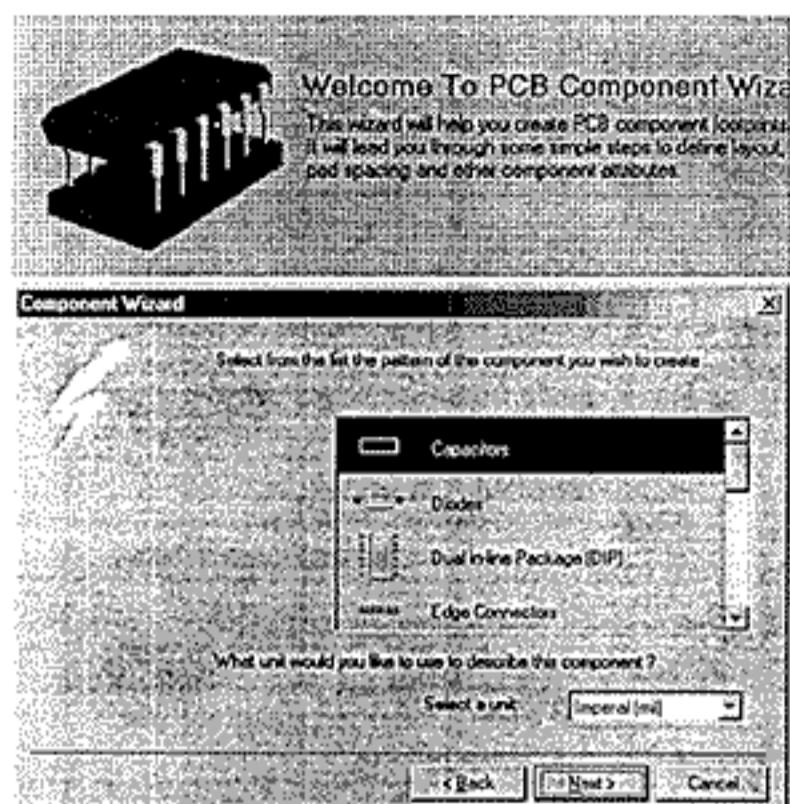 Welcome To PCB Component Wiza
This wizard will help you create PCB component footprints.
It will lead you through some simple steps to define layout,
pad spacing and other component attributes.
Component Wizard
Select from the list the pattern of the component you wish to create
Capacitors
Diodes
Dual in-line Package (DIP)
Edge Connectors
What unit would you like to use to describe this component ?
Select a unit
Imperial (mil)
< Back
Next >
Cancel